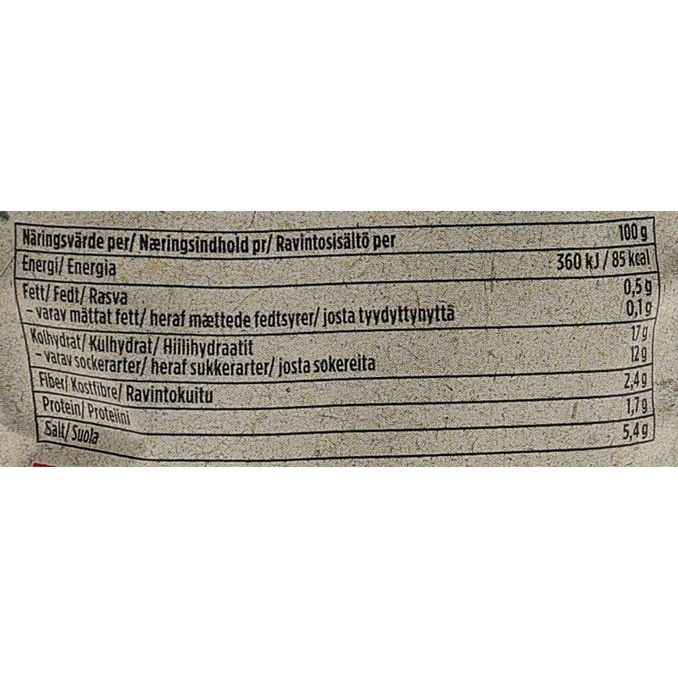 Näringsvärde per/ Næringsindhold pr/ Ravintosisältö per 100 g
Energi/ Energia 360 kJ / 85 kcal
Fett/ Fedt/ Rasva 0,5 g
– varav mättat fett/ heraf mættede fedtsyrer/ josta tyydyttynyttä 0,1 g
Kolhydrat/ Kulhydrat/ Hiilihydraatit 17 g
– varav sockerarter/ heraf sukkerarter/ josta sokereita 12 g
Fiber/ Kostfibre/ Ravintokuitu 2,4 g
Protein/ Proteiini 1,7 g
Salt/ Suola 5,4 g